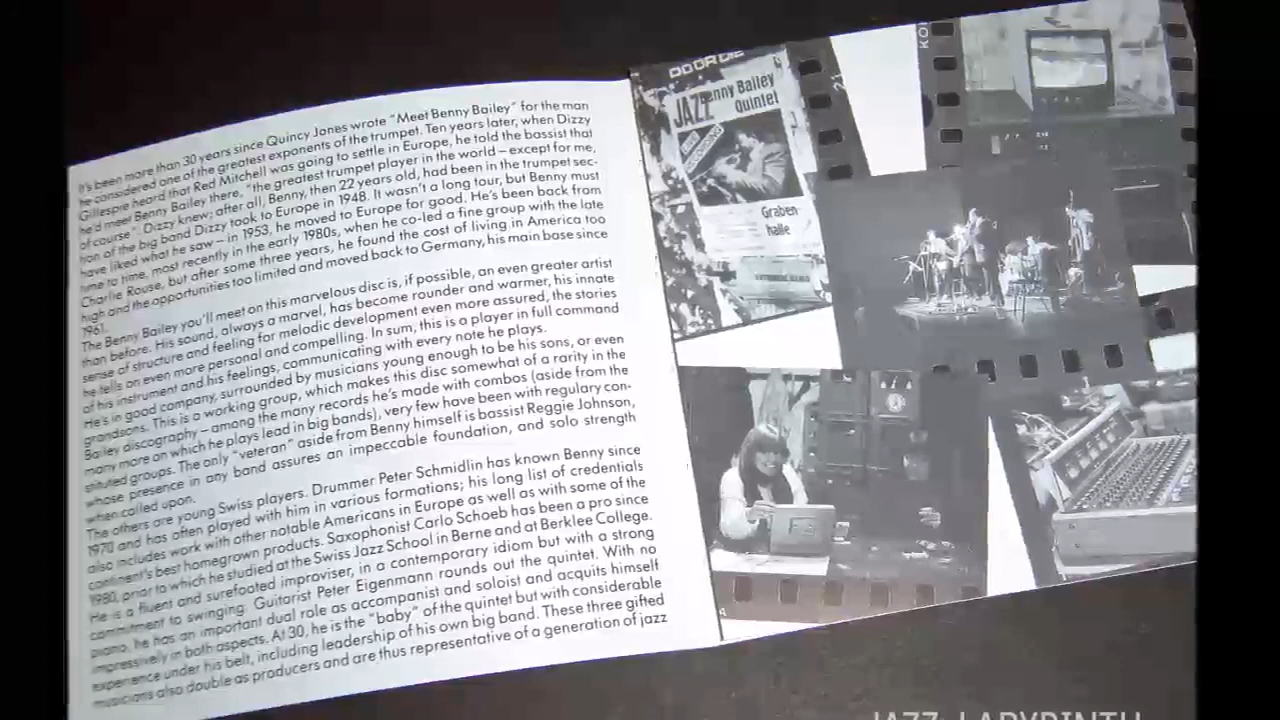 It's been more than 30 years since Quincy Jones wrote "Meet Benny Bailey" for the man
he considered one of the greatest exponents of the trumpet. Ten years later, when Dizzy
Gillespie heard that Red Mitchell was going to settle in Europe, he told the bassist that
he'd meet Benny Bailey there, "the greatest trumpet player in the world – except for me,
of course". Dizzy knew; after all, Benny, then 22 years old, had been in the trumpet sec-
tion of the big band Dizzy took to Europe in 1948. It wasn't a long tour, but Benny must
have liked what he saw – in 1953, he moved to Europe for good. He's been back from
time to time, most recently in the early 1980s, when he co-led a fine group with the late
Charlie Rouse, but after some three years, he found the cost of living in America too
high and the opportunities too limited and moved back to Germany, his main base since
1961.
The Benny Bailey you'll meet on this marvelous disc is, if possible, an even greater artist
than before. His sound, always a marvel, has become rounder and warmer, his innate
sense of structure and feeling for melodic development even more assured, the stories
he tells on even more personal and compelling. In sum, this is a player in full command
of his instrument and his feelings, communicating with every note he plays.
He's in good company, surrounded by musicians young enough to be his sons, or even
grandsons. This is a working group, which makes this disc somewhat of a rarity in the
Bailey discography – among the many records he's made with combos (aside from the
many more on which he plays lead in big bands), very few have been with regulary con-
stituted groups. The only "veteran" aside from Benny himself is bassist Reggie Johnson,
whose presence in any band assures an impeccable foundation, and solo strength
when called upon.
The others are young Swiss players. Drummer Peter Schmidlin has known Benny since
1970 and has often played with him in various formations; his long list of credentials
also includes work with other notable Americans in Europe as well as with some of the
continent's best homegrown products. Saxophonist Carlo Schoeb has been a pro since
1980, prior to which he studied at the Swiss Jazz School in Berne and at Berklee College.
He is a fluent and surefooted improviser, in a contemporary idiom but with a strong
commitment to swinging. Guitarist Peter Eigenmann rounds out the quintet. With no
piano, he has an important dual role as accompanist and soloist and acquits himself
impressively in both aspects. At 30, he is the "baby" of the quintet but with considerable
experience under his belt, including leadership of his own big band. These three gifted
musicians also double as producers and are thus representative of a generation of jazz
DO OR DIE
JAZZ
Benny Bailey
Quintet
Graben
halle
21
KO
JAZZ LABYRINTH